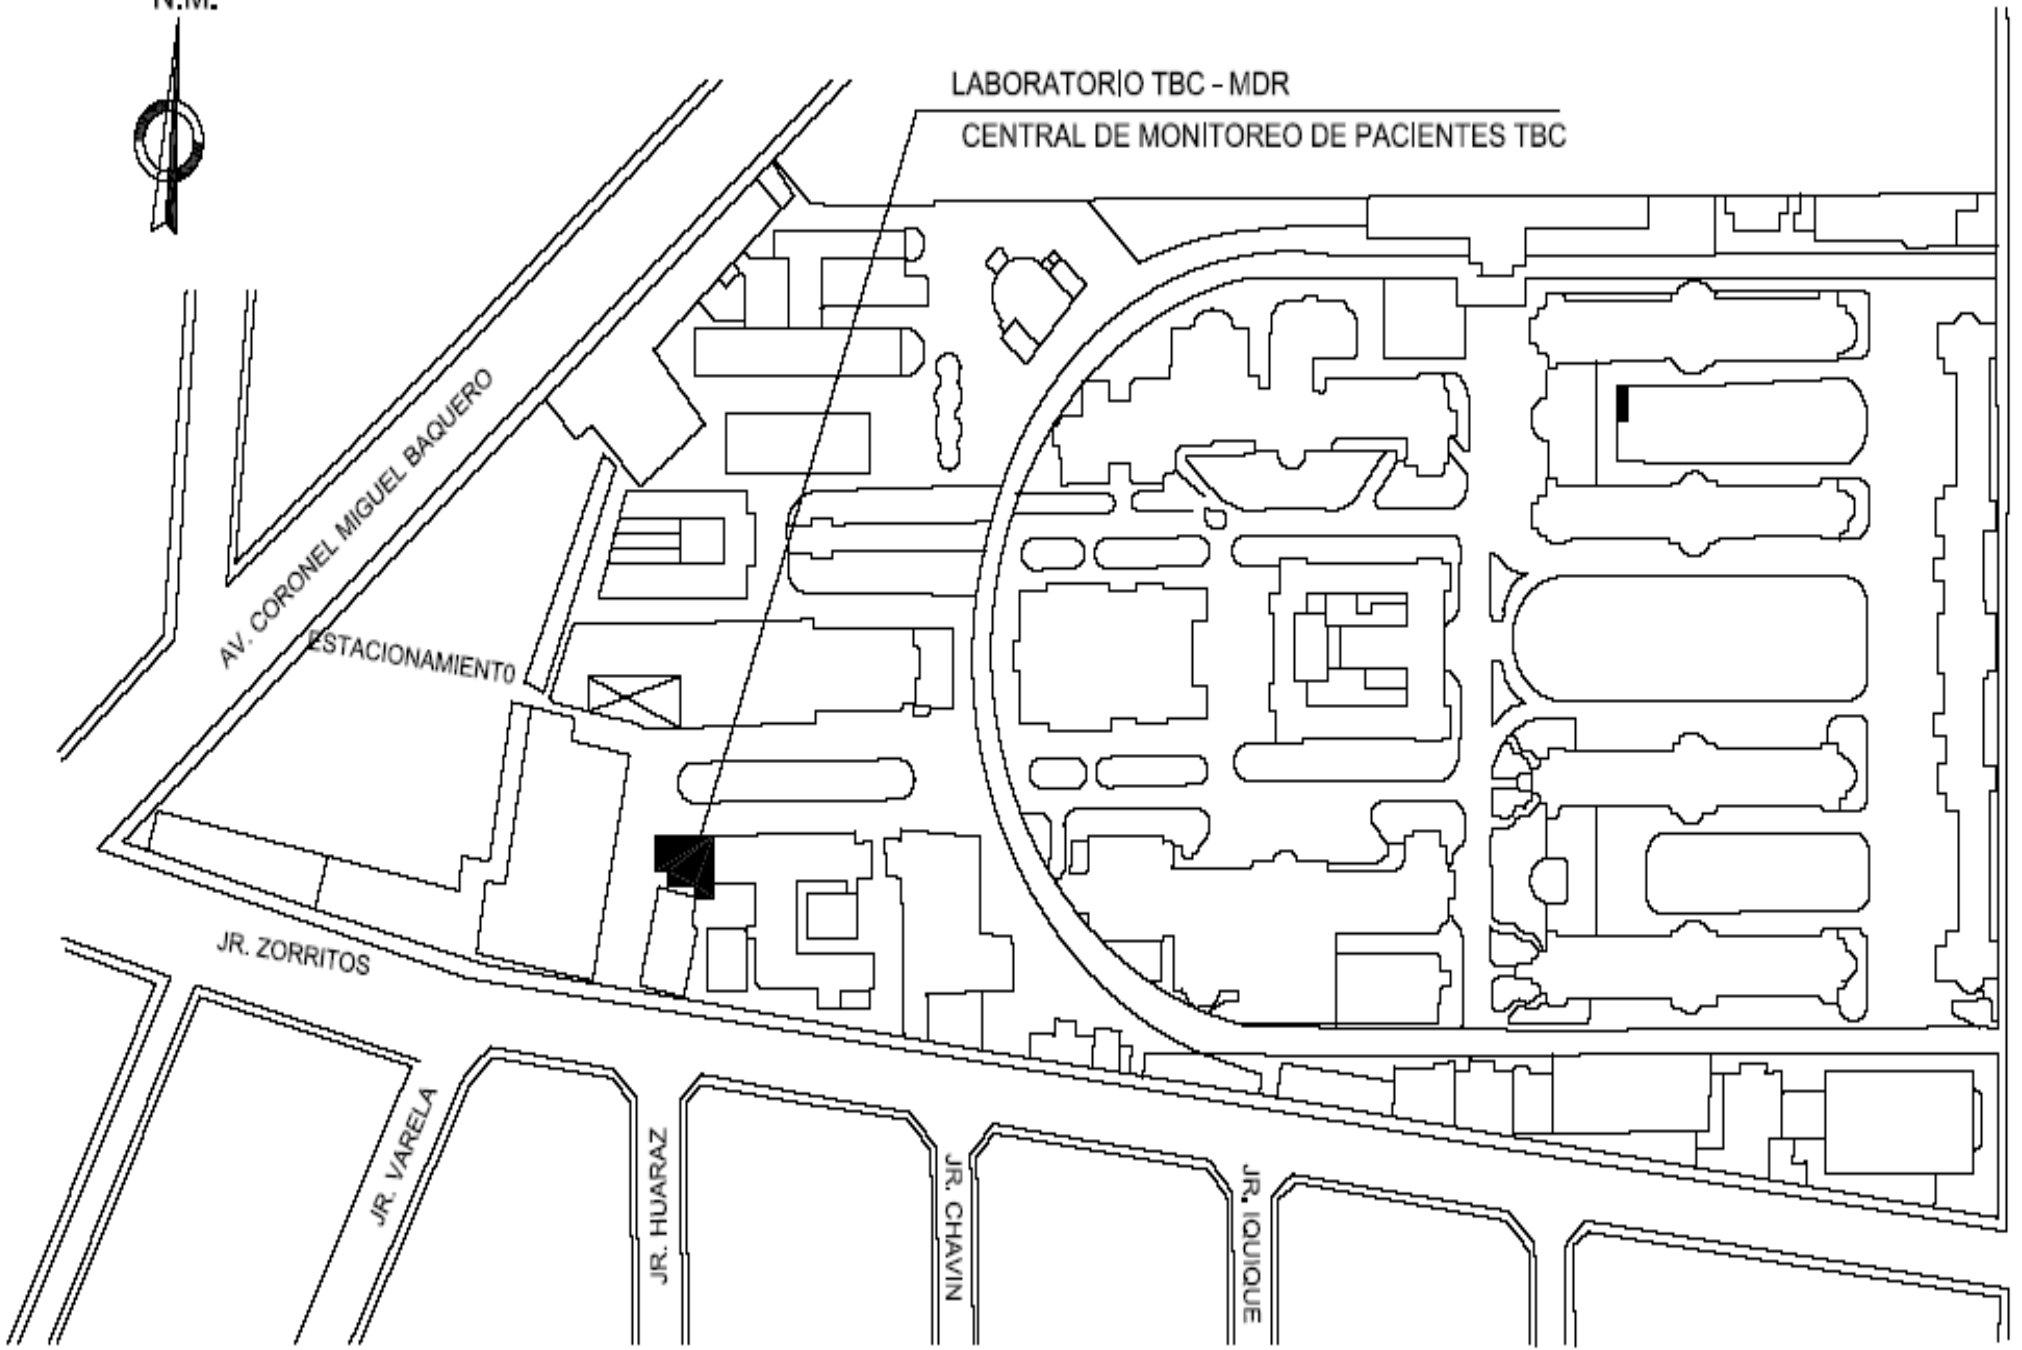 N.M.
LABORATORIO TBC - MDR
CENTRAL DE MONITOREO DE PACIENTES TBC
AV. CORONEL MIGUEL BAQUERO
ESTACIONAMIENTO
JR. ZORRITOS
JR. VARELA
JR. HUARAZ
JR. CHAVIN
JR. IQUIQUE